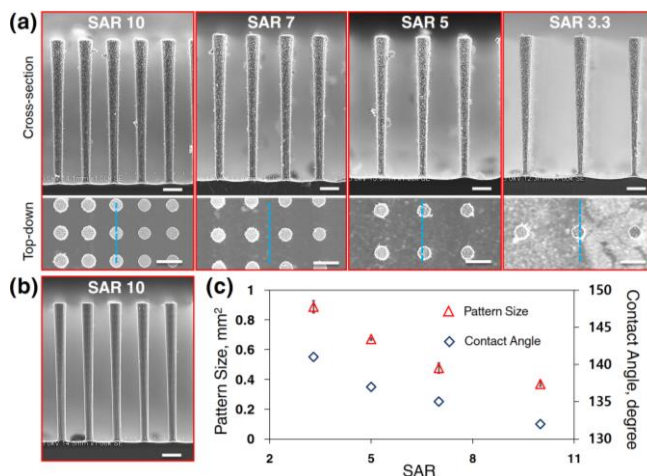 (a)
SAR 10
SAR 7
SAR 5
SAR 3.3
Cross-section
Top-down
(b)
SAR 10
(c)
Pattern Size, mm²
1
0.8
0.6
0.4
0.2
0
Pattern Size
Contact Angle
150
145
140
135
130
Contact Angle, degree
2
5
8
11
SAR